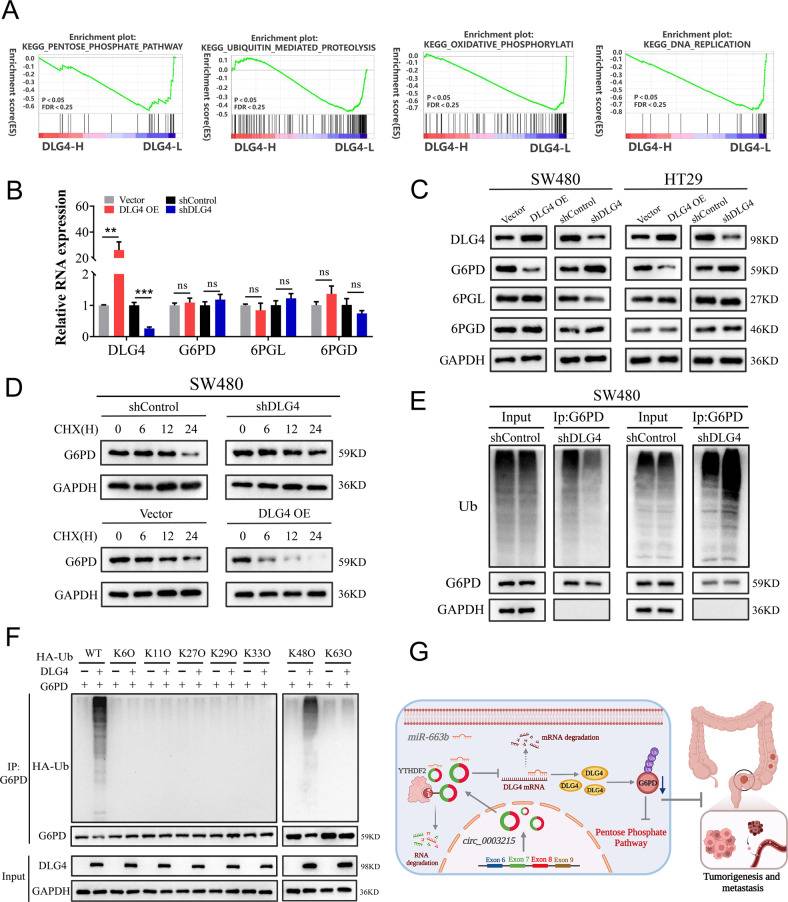 A
Enrichment plot:
KEGG_PENTOSE_PHOSPHATE_PATHWAY
Enrichment score(ES)
0.0
-0.1
-0.2
-0.3
-0.4
-0.5
-0.6
P < 0.05
FDR < 0.25
DLG4-H DLG4-L
Enrichment plot:
KEGG_UBIQUITIN_MEDIATED_PROTEOLYSIS
Enrichment score(ES)
0.1
0.0
-0.1
-0.2
-0.3
-0.4
-0.5
P < 0.05
FDR < 0.25
DLG4-H DLG4-L
Enrichment plot:
KEGG_OXIDATIVE_PHOSPHORYLATI
Enrichment score(ES)
0.0
-0.1
-0.2
-0.3
-0.4
-0.5
-0.6
-0.7
P < 0.05
FDR < 0.25
DLG4-H DLG4-L
Enrichment plot:
KEGG_DNA_REPLICATION
Enrichment score(ES)
0.0
-0.1
-0.2
-0.3
-0.4
-0.5
-0.6
-0.7
-0.8
P < 0.05
FDR < 0.25
DLG4-H DLG4-L
B
Vector shControl
DLG4 OE shDLG4
Relative RNA expression
60
40
20
2
1
0
** *** ns ns ns ns ns ns
DLG4 G6PD 6PGL 6PGD
C
SW480 HT29
Vector DLG4 OE shControl shDLG4 Vector DLG4 OE shControl shDLG4
DLG4 98KD
G6PD 59KD
6PGL 27KD
6PGD 46KD
GAPDH 36KD
D
SW480
shControl shDLG4
CHX(H) 0 6 12 24 0 6 12 24
G6PD 59KD
GAPDH 36KD
Vector DLG4 OE
CHX(H) 0 6 12 24 0 6 12 24
G6PD 59KD
GAPDH 36KD
E
SW480
Input Ip:G6PD Input Ip:G6PD
shControl shDLG4 shControl shDLG4
Ub
G6PD 59KD
GAPDH 36KD
F
HA-Ub WT K6O K11O K27O K29O K33O K48O K63O
DLG4 − + − + − + − + − + − + − + − +
G6PD + + + + + + + + + + + + + + + +
IP:
G6PD
HA-Ub
G6PD 59KD
Input
DLG4 98KD
GAPDH 36KD
G
miR-663b
mRNA degradation
YTHDF2
DLG4 mRNA
DLG4
DLG4
DLG4
G6PD
Pentose Phosphate
Pathway
circ_0003215
RNA
degradation
Exon 6 Exon 7 Exon 8 Exon 9
Tumorigenesis and
metastasis